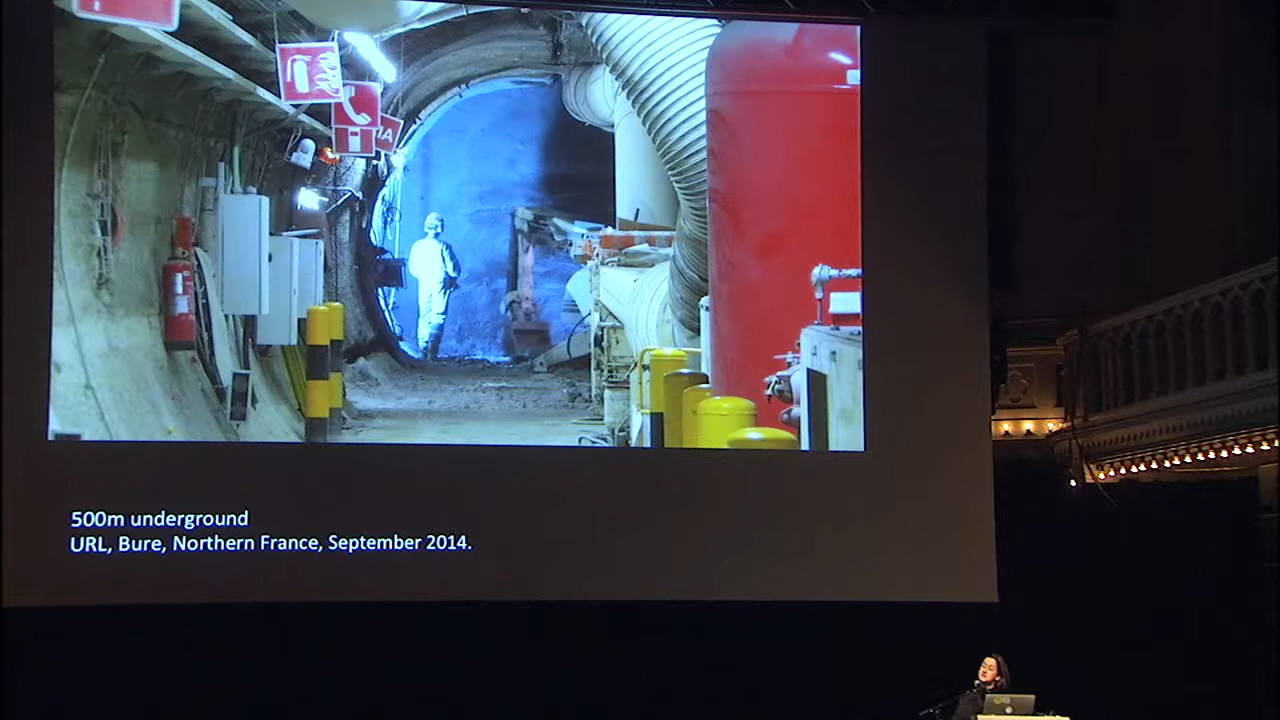 500m underground
URL, Bure, Northern France, September 2014.